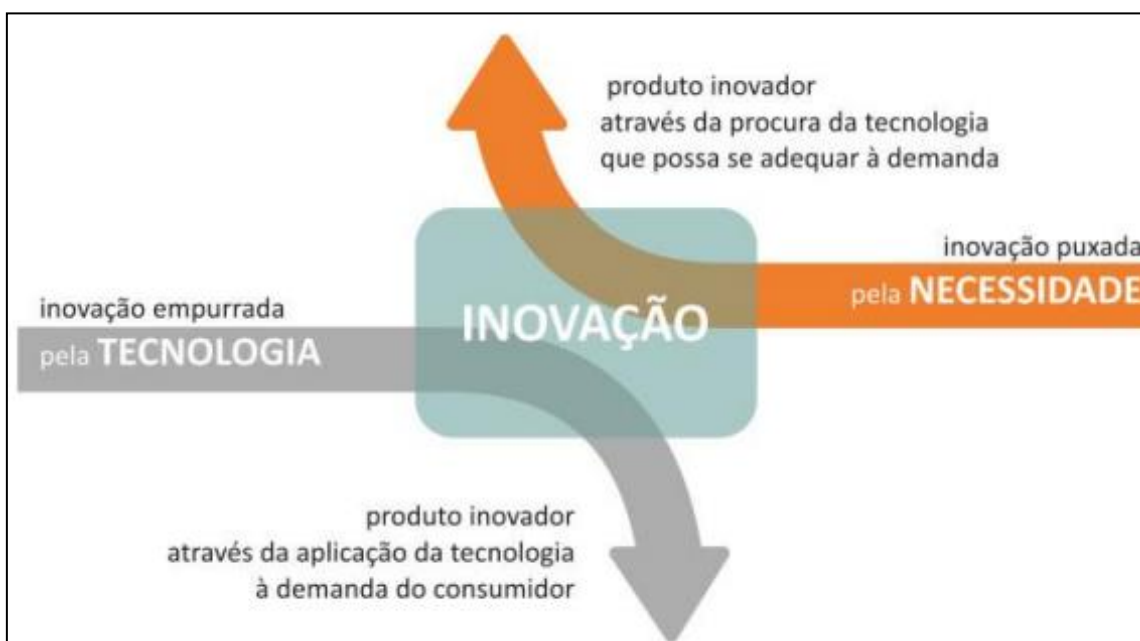 produto inovador
através da procura da tecnologia
que possa se adequar à demanda
inovação puxada
pela NECESSIDADE
inovação empurrada
pela TECNOLOGIA
INOVAÇÃO
produto inovador
através da aplicação da tecnologia
à demanda do consumidor